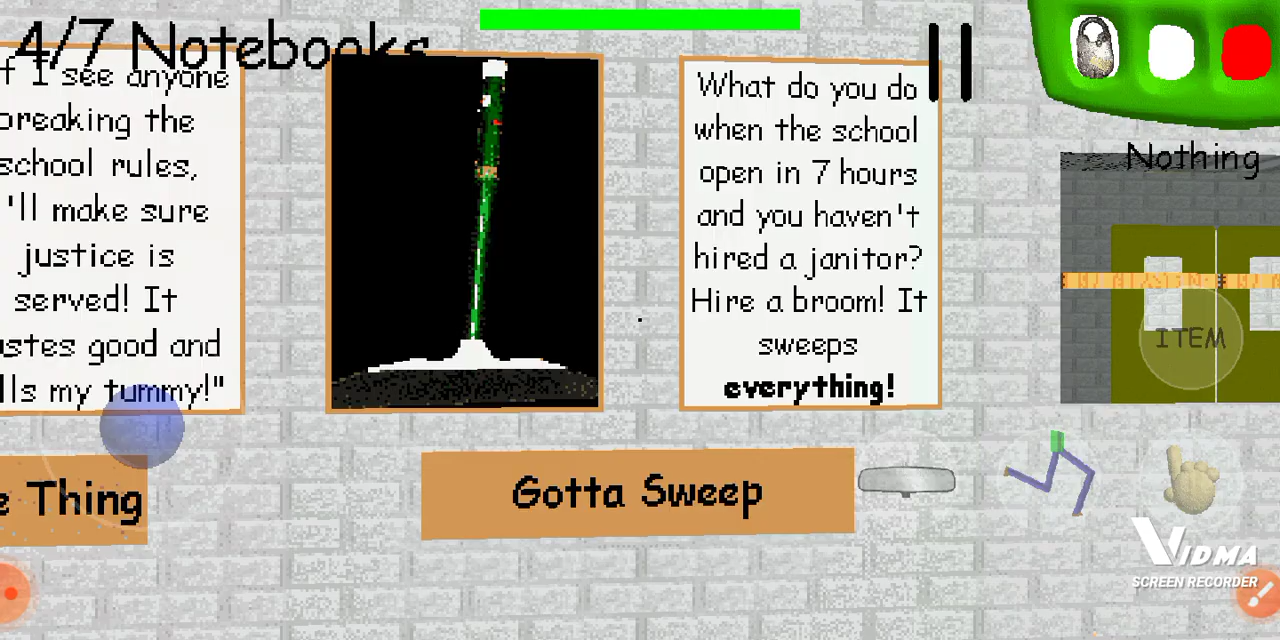 4/7 Notebooks
f I see anyone
breaking the
school rules,
'll make sure
justice is
served! It
astes good and
lls my tummy!"
e Thing
What do you do
when the school
open in 7 hours
and you haven't
hired a janitor?
Hire a broom! It
sweeps
everything!
Gotta Sweep
Nothing
ITEM
VIDMA
SCREEN RECORDER